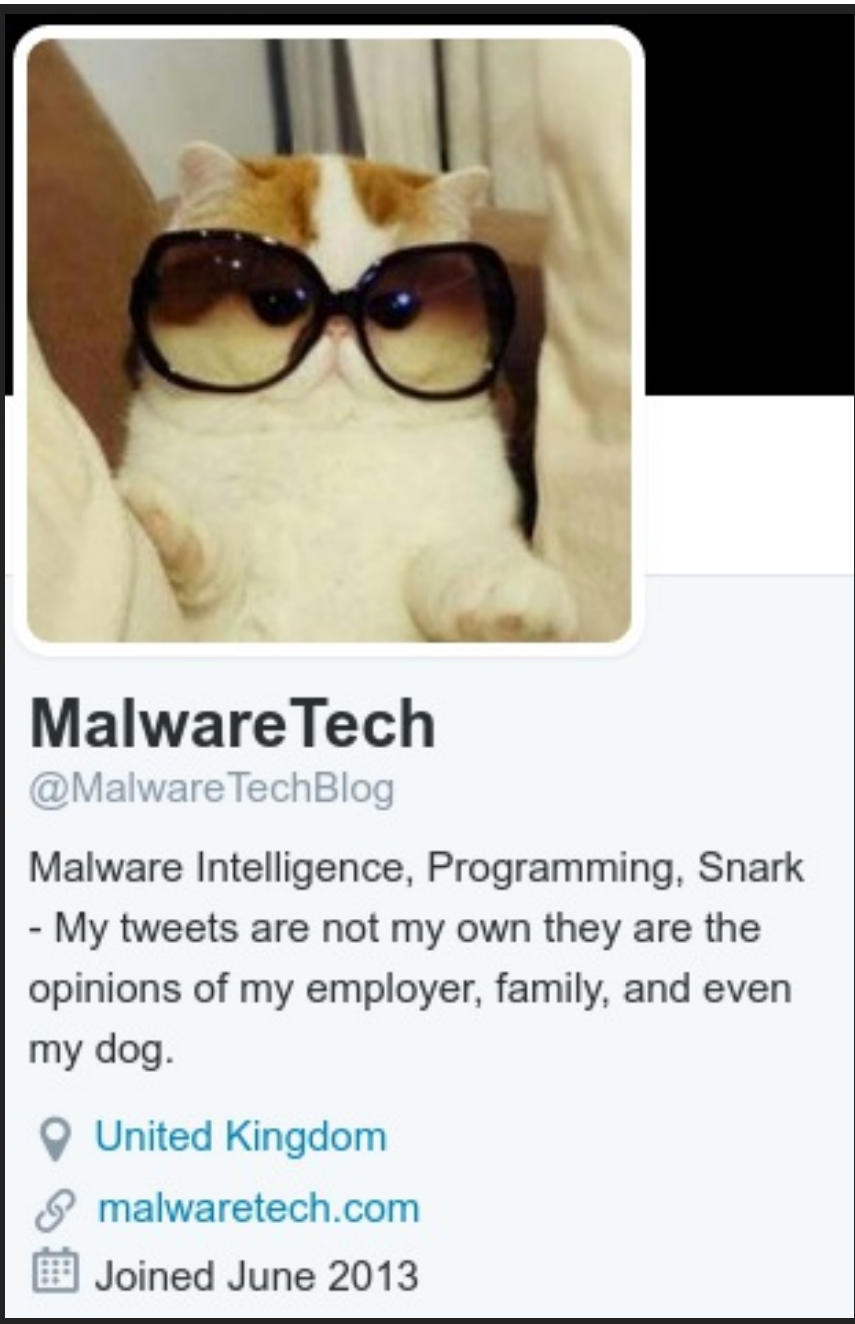 MalwareTech
@MalwareTechBlog
Malware Intelligence, Programming, Snark
- My tweets are not my own they are the
opinions of my employer, family, and even
my dog.
United Kingdom
malwaretech.com
Joined June 2013